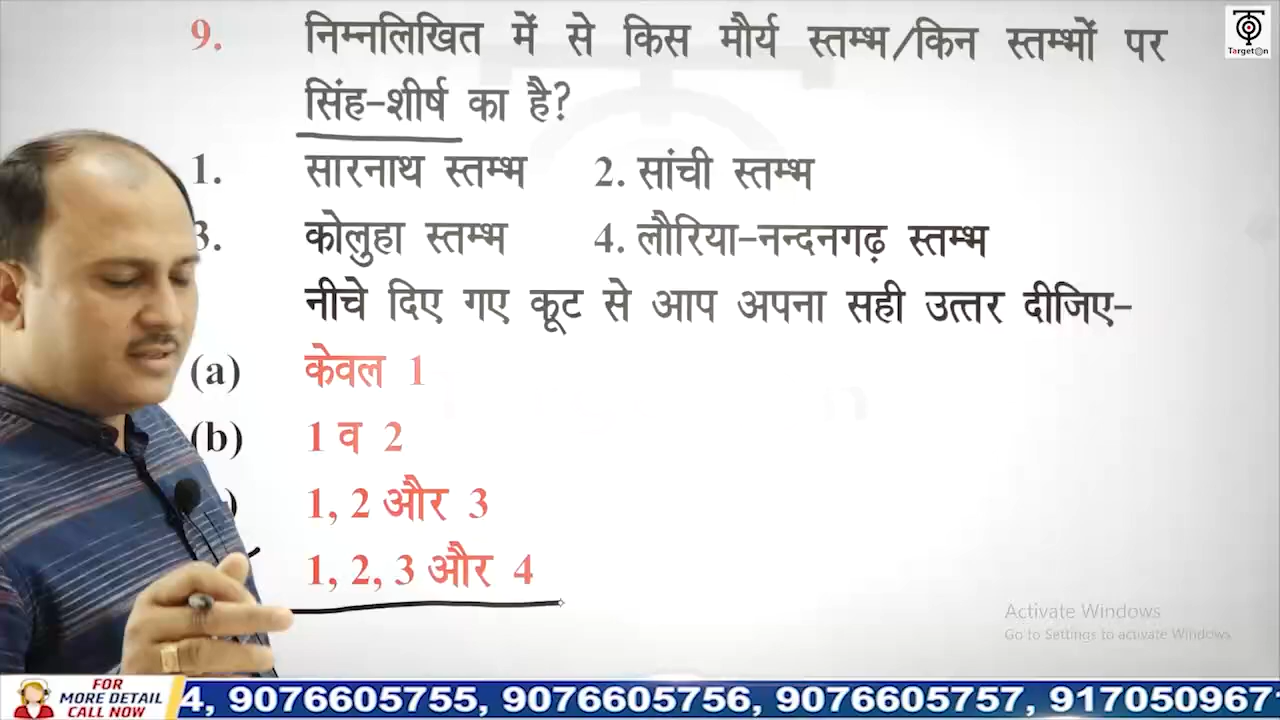 9. निम्नलिखित में से किस मौर्य स्तम्भ/किन स्तम्भों पर
सिंह-शीर्ष का है?
1. सारनाथ स्तम्भ 2. सांची स्तम्भ
3. कोलुहा स्तम्भ 4. लौरिया-नन्दनगढ़ स्तम्भ
नीचे दिए गए कूट से आप अपना सही उत्तर दीजिए-
(a) केवल 1
(b) 1 व 2
) 1, 2 और 3
1, 2, 3 और 4
Target@n
Activate Windows
Go to Settings to activate Windows.
FOR
MORE DETAIL
CALL NOW
4, 9076605755, 9076605756, 9076605757, 917050967